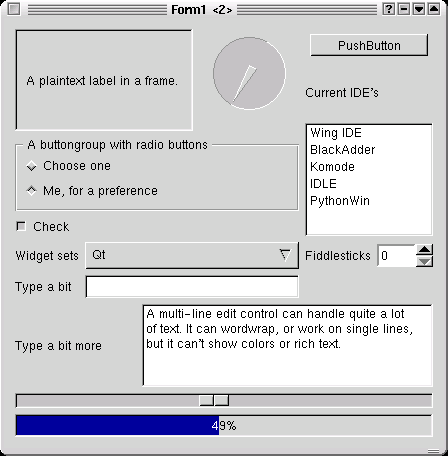 Form1 <2>
A plaintext label in a frame.
PushButton
Current IDE's
Wing IDE
BlackAdder
Komode
IDLE
PythonWin
A buttongroup with radio buttons
Choose one
Me, for a preference
Check
Widget sets
Qt
Fiddlesticks
0
Type a bit
Type a bit more
A multi-line edit control can handle quite a lot
of text. It can wordwrap, or work on single lines,
but it can't show colors or rich text.
49%